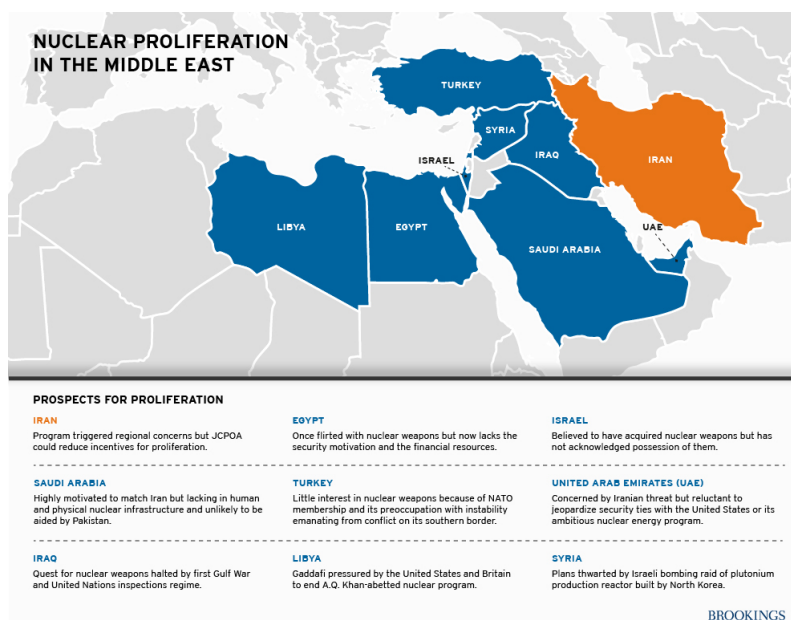 NUCLEAR PROLIFERATION
IN THE MIDDLE EAST
TURKEY
SYRIA
ISRAEL
IRAQ
IRAN
LIBYA
EGYPT
UAE
SAUDI ARABIA
PROSPECTS FOR PROLIFERATION
IRAN
Program triggered regional concerns but JCPOA
could reduce incentives for proliferation.
EGYPT
Once flirted with nuclear weapons but now lacks the
security motivation and the financial resources.
ISRAEL
Believed to have acquired nuclear weapons but has
not acknowledged possession of them.
SAUDI ARABIA
Highly motivated to match Iran but lacking in human
and physical nuclear infrastructure and unlikely to be
aided by Pakistan.
TURKEY
Little interest in nuclear weapons because of NATO
membership and its preoccupation with instability
emanating from conflict on its southern border.
UNITED ARAB EMIRATES (UAE)
Concerned by Iranian threat but reluctant to
jeopardize security ties with the United States or its
ambitious nuclear energy program.
IRAQ
Quest for nuclear weapons halted by first Gulf War
and United Nations inspections regime.
LIBYA
Gaddafi pressured by the United States and Britain
to end A.Q. Khan-abetted nuclear program.
SYRIA
Plans thwarted by Israeli bombing raid of plutonium
production reactor built by North Korea.
BROOKINGS